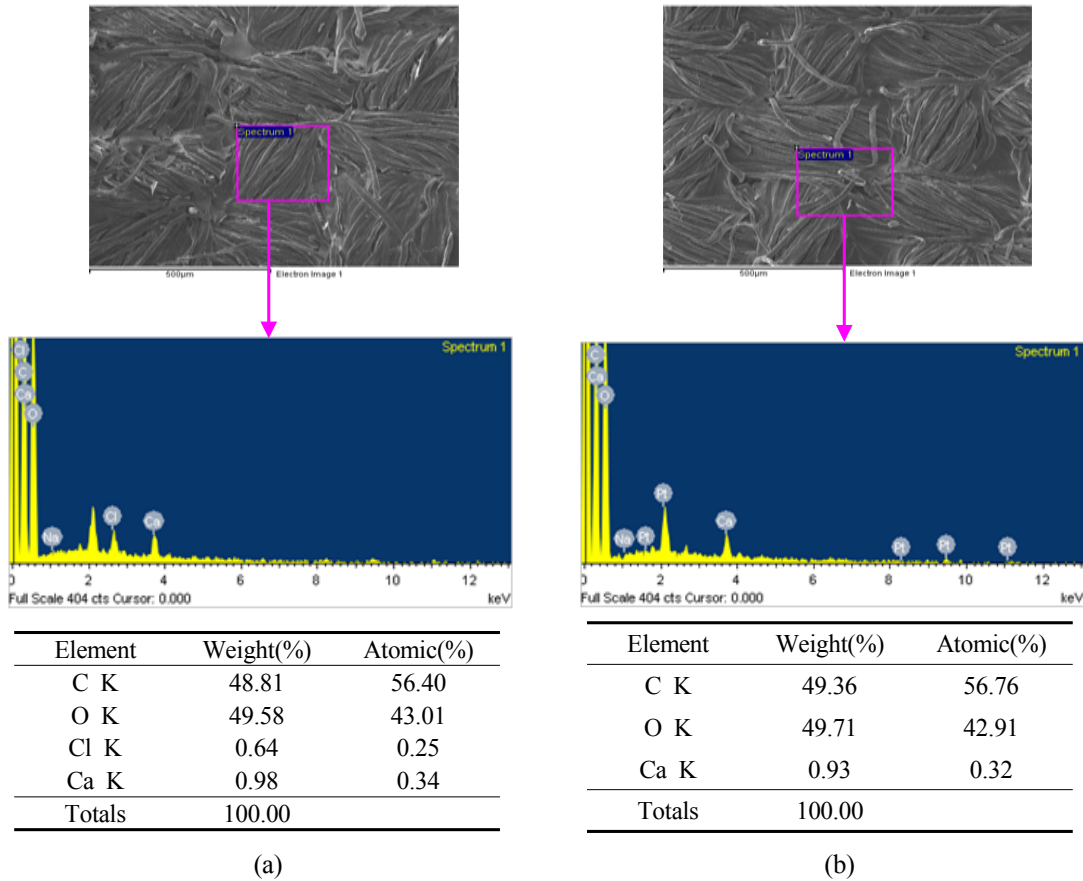 Spectrum 1
500µm Electron Image 1
Spectrum 1
Cl
C
Ca
O
Na
Cl
Ca
0 2 4 6 8 10 12
Full Scale 404 cts Cursor: 0.000 keV
Element Weight(%) Atomic(%)
C K 48.81 56.40
O K 49.58 43.01
Cl K 0.64 0.25
Ca K 0.98 0.34
Totals 100.00
(a)
Spectrum 1
500µm Electron Image 1
Spectrum 1
C
Ca
O
Na
Pt
Pt
Ca
Pt
Pt
Pt
0 2 4 6 8 10 12
Full Scale 404 cts Cursor: 0.000 keV
Element Weight(%) Atomic(%)
C K 49.36 56.76
O K 49.71 42.91
Ca K 0.93 0.32
Totals 100.00
(b)